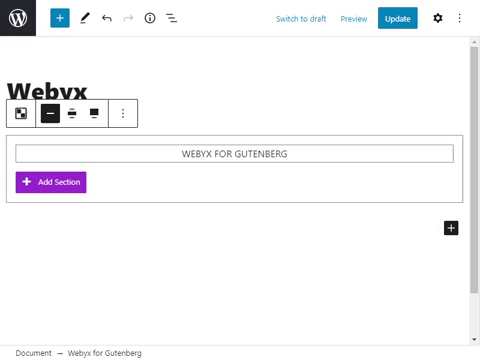 Switch to draft Preview Update
Webyx
WEBYX FOR GUTENBERG
Add Section
Document → Webyx for Gutenberg